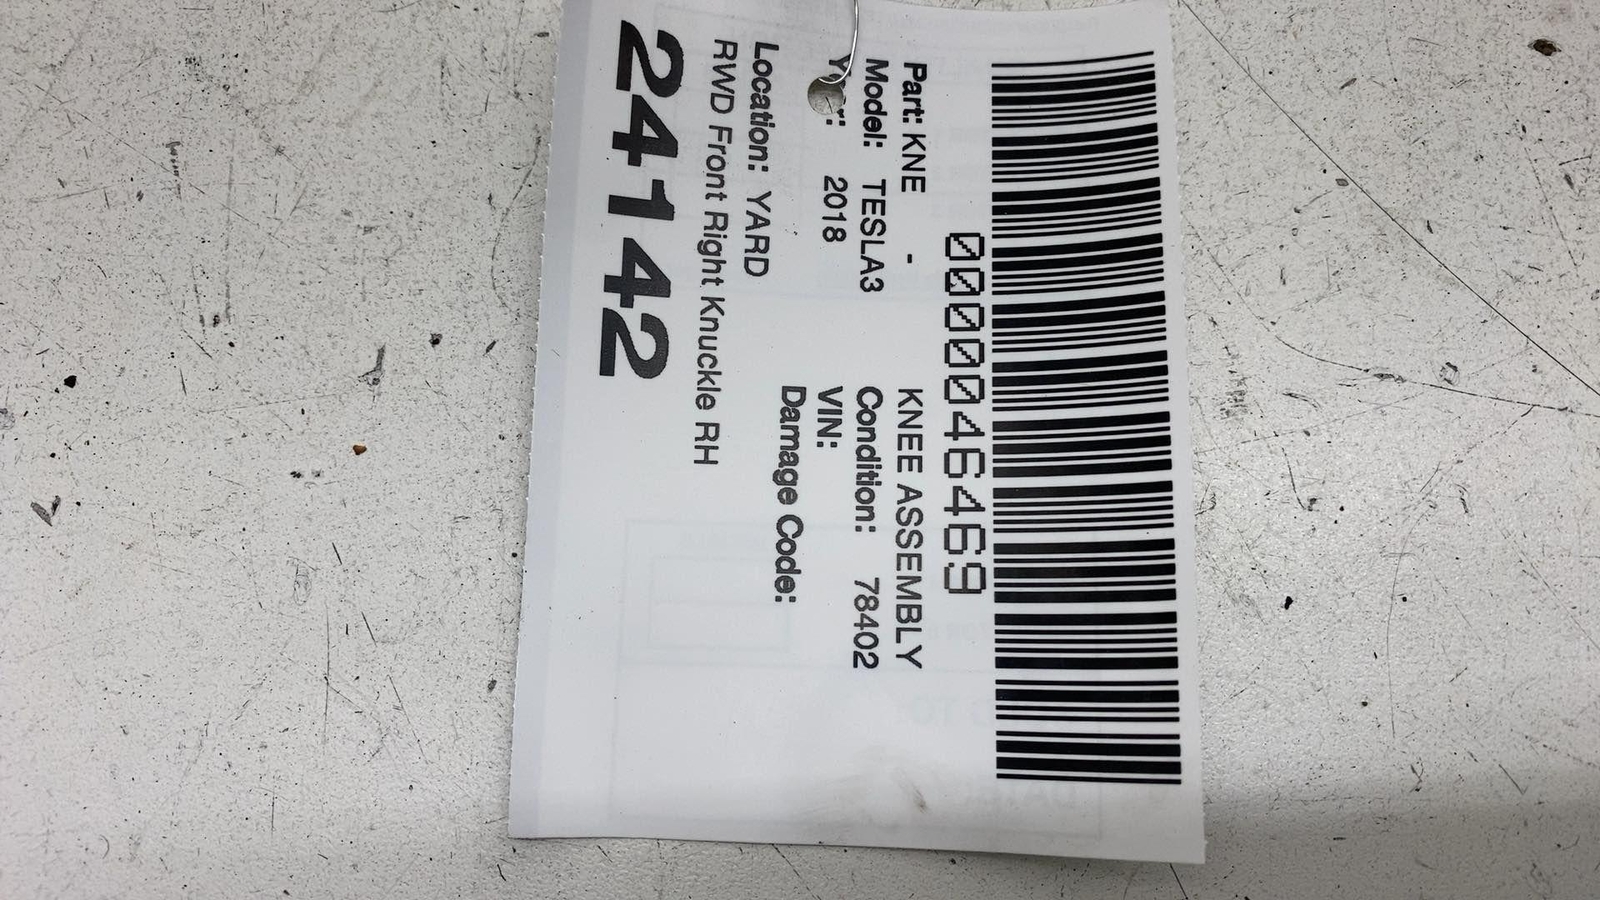 0000046469
Part: KNE - KNEE ASSEMBLY
Model: TESLA3 Condition: 78402
2018 VIN:
Damage Code:
Location: YARD
RWD Front Right Knuckle RH
24142